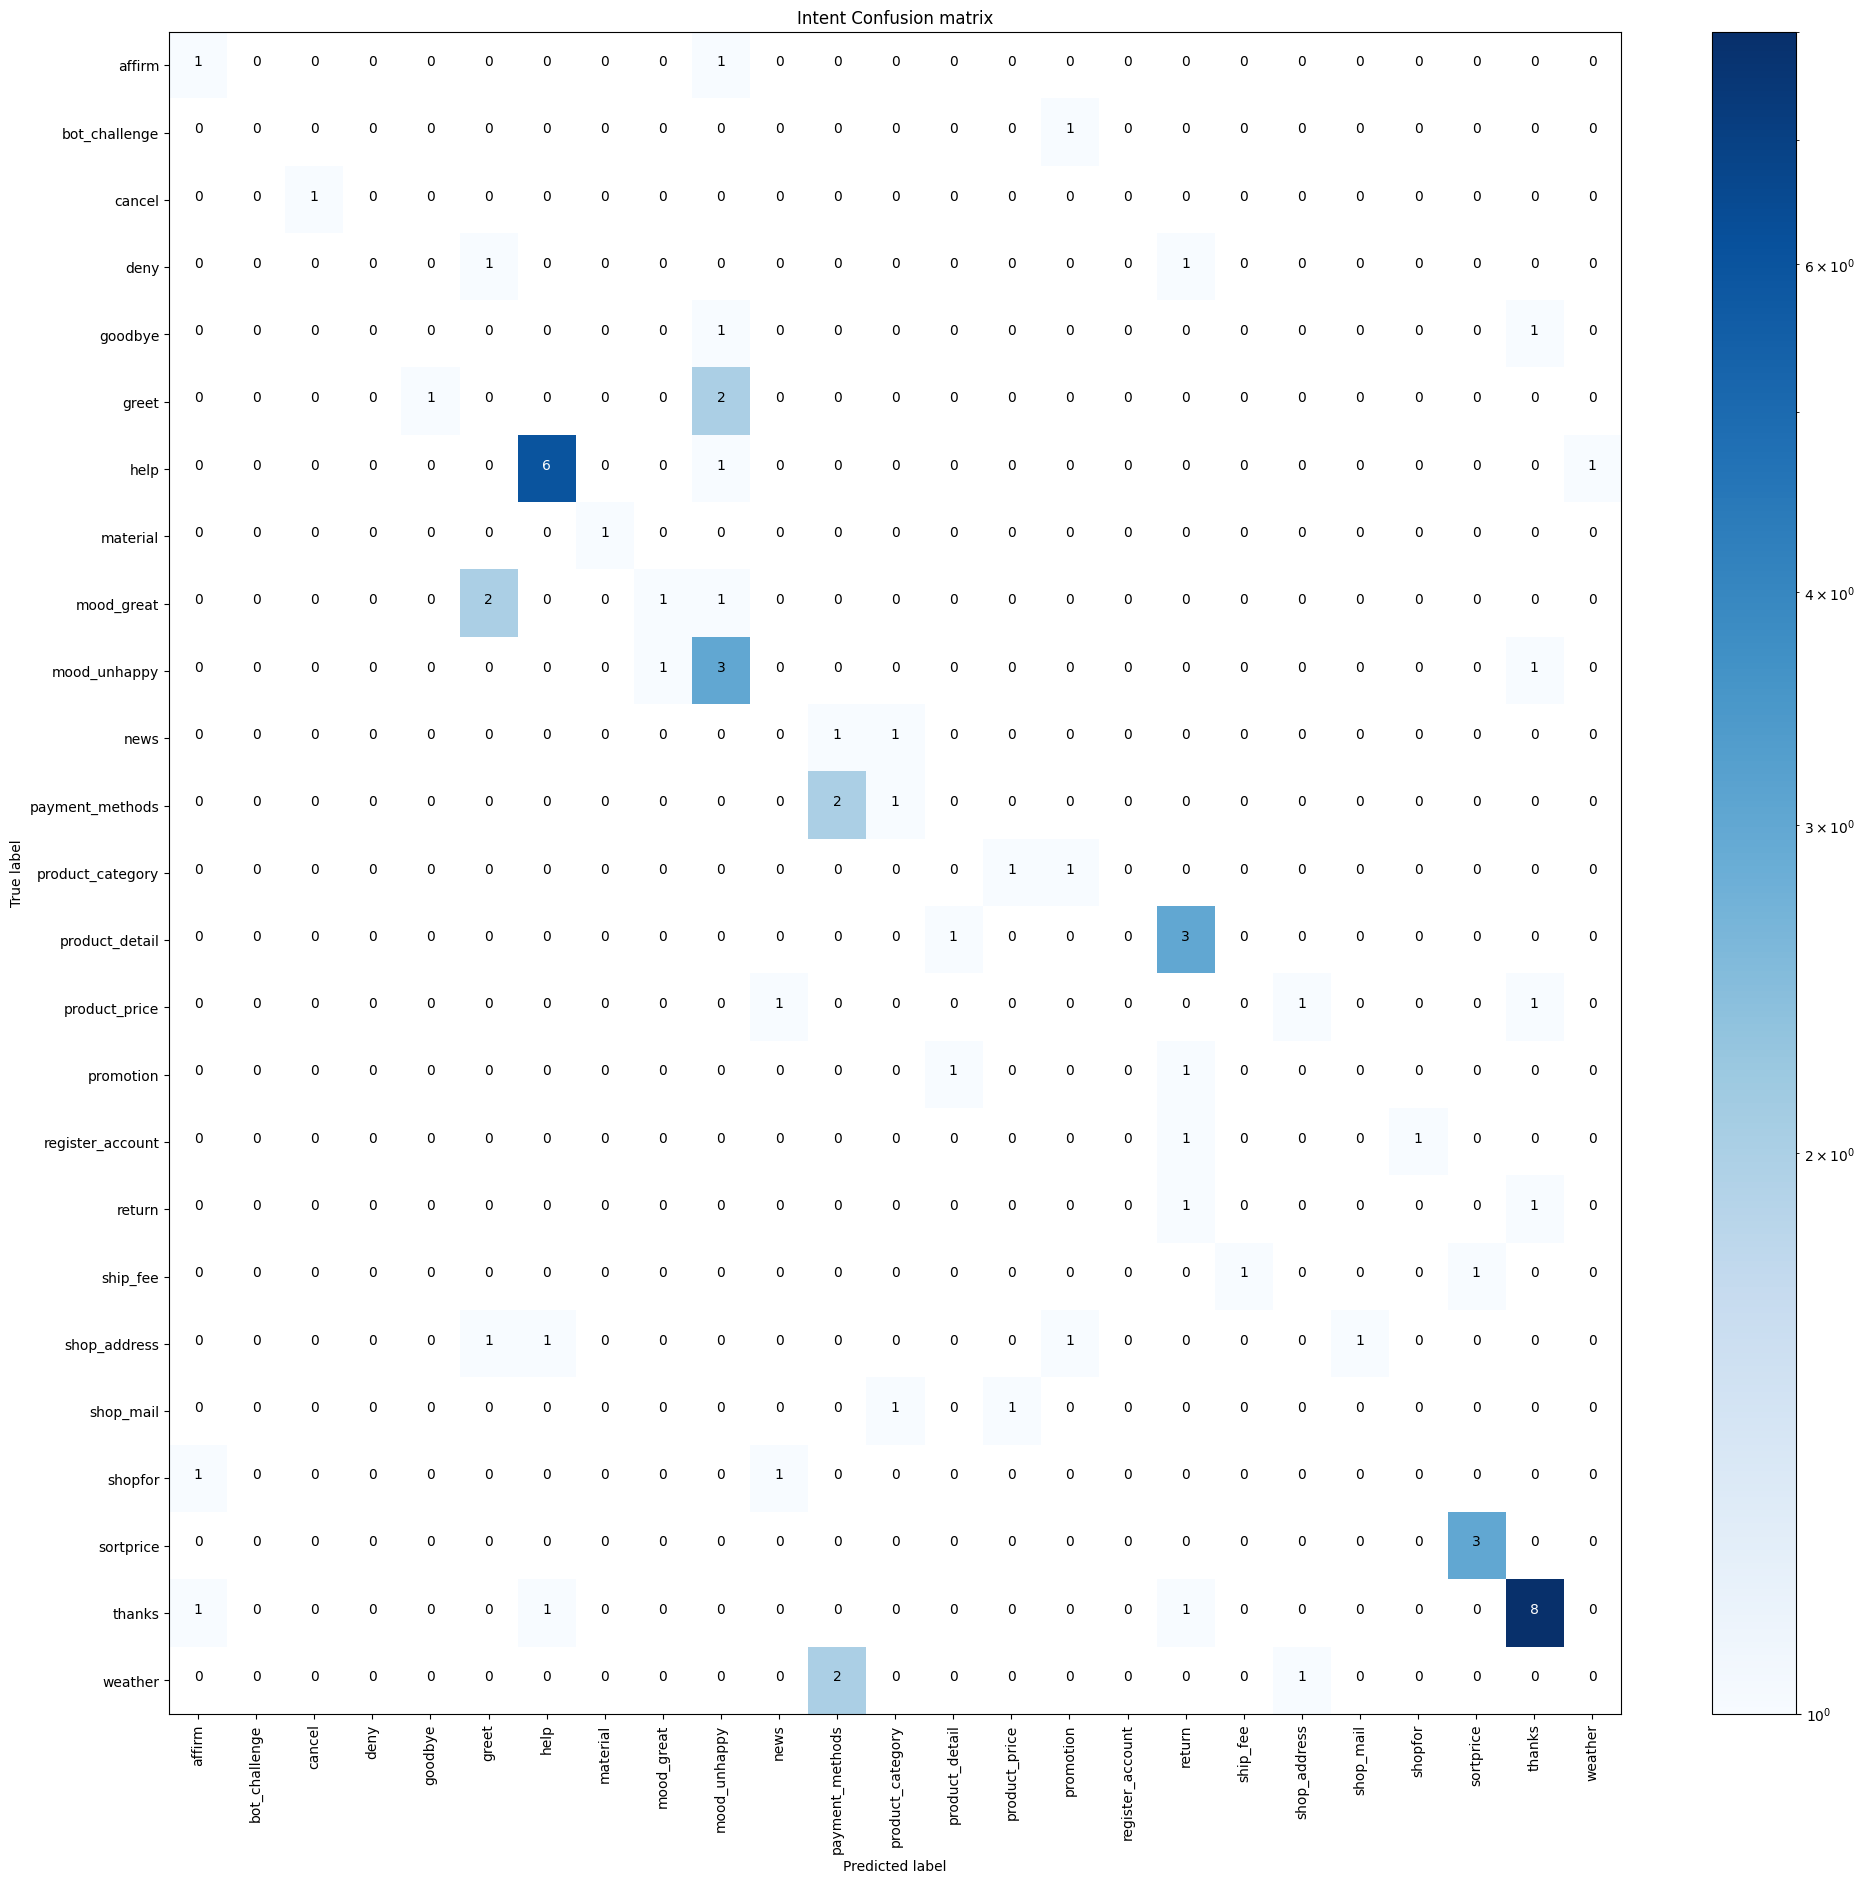 Intent Confusion matrix
affirm 1 0 0 0 0 0 0 0 0 1 0 0 0 0 0 0 0 0 0 0 0 0 0 0 0
bot_challenge 0 0 0 0 0 0 0 0 0 0 0 0 0 0 0 1 0 0 0 0 0 0 0 0 0
cancel 0 0 1 0 0 0 0 0 0 0 0 0 0 0 0 0 0 0 0 0 0 0 0 0 0
deny 0 0 0 0 0 1 0 0 0 0 0 0 0 0 0 0 0 1 0 0 0 0 0 0 0
goodbye 0 0 0 0 0 0 0 0 0 1 0 0 0 0 0 0 0 0 0 0 0 0 0 1 0
greet 0 0 0 0 1 0 0 0 0 2 0 0 0 0 0 0 0 0 0 0 0 0 0 0 0
help 0 0 0 0 0 0 6 0 0 1 0 0 0 0 0 0 0 0 0 0 0 0 0 0 1
material 0 0 0 0 0 0 0 1 0 0 0 0 0 0 0 0 0 0 0 0 0 0 0 0 0
mood_great 0 0 0 0 0 2 0 0 1 1 0 0 0 0 0 0 0 0 0 0 0 0 0 0 0
mood_unhappy 0 0 0 0 0 0 0 0 1 3 0 0 0 0 0 0 0 0 0 0 0 0 0 1 0
news 0 0 0 0 0 0 0 0 0 0 0 1 1 0 0 0 0 0 0 0 0 0 0 0 0
payment_methods 0 0 0 0 0 0 0 0 0 0 0 2 1 0 0 0 0 0 0 0 0 0 0 0 0
product_category 0 0 0 0 0 0 0 0 0 0 0 0 0 0 1 1 0 0 0 0 0 0 0 0 0
product_detail 0 0 0 0 0 0 0 0 0 0 0 0 0 1 0 0 0 3 0 0 0 0 0 0 0
product_price 0 0 0 0 0 0 0 0 0 0 1 0 0 0 0 0 0 0 0 1 0 0 0 1 0
promotion 0 0 0 0 0 0 0 0 0 0 0 0 0 1 0 0 0 1 0 0 0 0 0 0 0
register_account 0 0 0 0 0 0 0 0 0 0 0 0 0 0 0 0 0 1 0 0 0 1 0 0 0
return 0 0 0 0 0 0 0 0 0 0 0 0 0 0 0 0 0 1 0 0 0 0 0 1 0
ship_fee 0 0 0 0 0 0 0 0 0 0 0 0 0 0 0 0 0 0 1 0 0 0 1 0 0
shop_address 0 0 0 0 0 1 1 0 0 0 0 0 0 0 0 1 0 0 0 0 1 0 0 0 0
shop_mail 0 0 0 0 0 0 0 0 0 0 0 0 1 0 1 0 0 0 0 0 0 0 0 0 0
shopfor 1 0 0 0 0 0 0 0 0 0 1 0 0 0 0 0 0 0 0 0 0 0 0 0 0
sortprice 0 0 0 0 0 0 0 0 0 0 0 0 0 0 0 0 0 0 0 0 0 0 3 0 0
thanks 1 0 0 0 0 0 1 0 0 0 0 0 0 0 0 0 0 1 0 0 0 0 0 8 0
weather 0 0 0 0 0 0 0 0 0 0 0 2 0 0 0 0 0 0 0 1 0 0 0 0 0
True label
affirm
bot_challenge
cancel
deny
goodbye
greet
help
material
mood_great
mood_unhappy
news
payment_methods
product_category
product_detail
product_price
promotion
register_account
return
ship_fee
shop_address
shop_mail
shopfor
sortprice
thanks
weather
Predicted label
6 × 10⁰
4 × 10⁰
3 × 10⁰
2 × 10⁰
10⁰